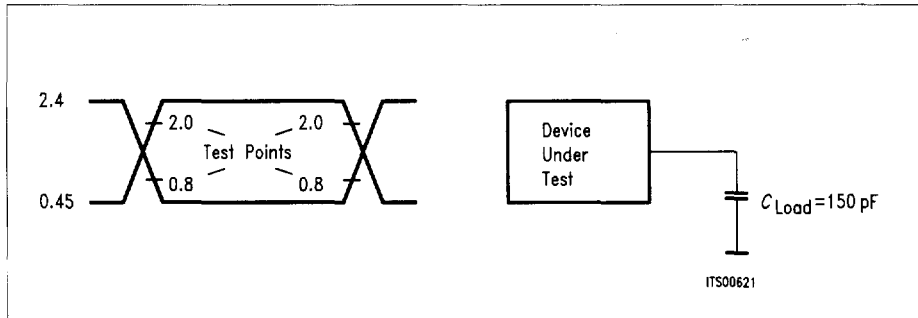 2.4
2.0 2.0
Test Points
0.8 0.8
0.45
Device
Under
Test
C Load=150 pF
ITS00621